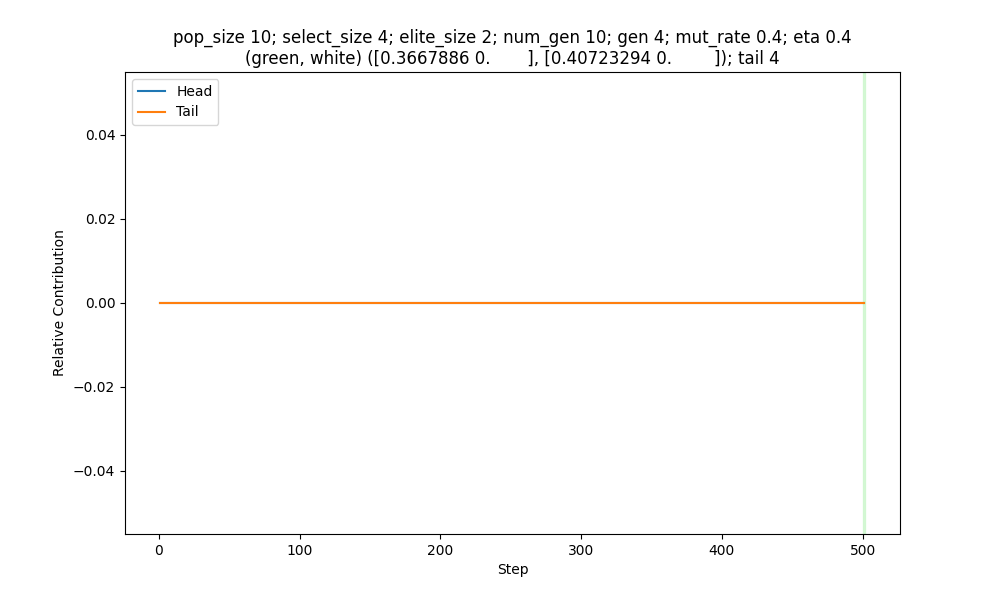 pop_size 10; select_size 4; elite_size 2; num_gen 10; gen 4; mut_rate 0.4; eta 0.4
(green, white) ([0.3667886 0.       ], [0.40723294 0.        ]); tail 4
Head
Tail
0.04
0.02
0.00
−0.02
−0.04
Relative Contribution
0 100 200 300 400 500
Step